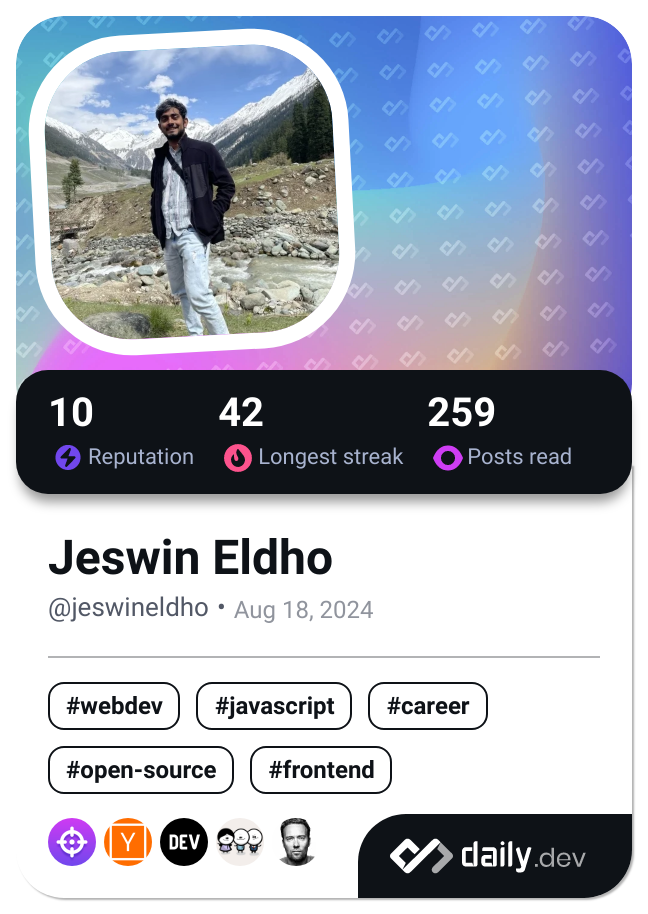 10 42 259
Reputation Longest streak Posts read
Jeswin Eldho
@jeswineldho • Aug 18, 2024
#webdev #javascript #career
#open-source #frontend
Y DEV
daily.dev